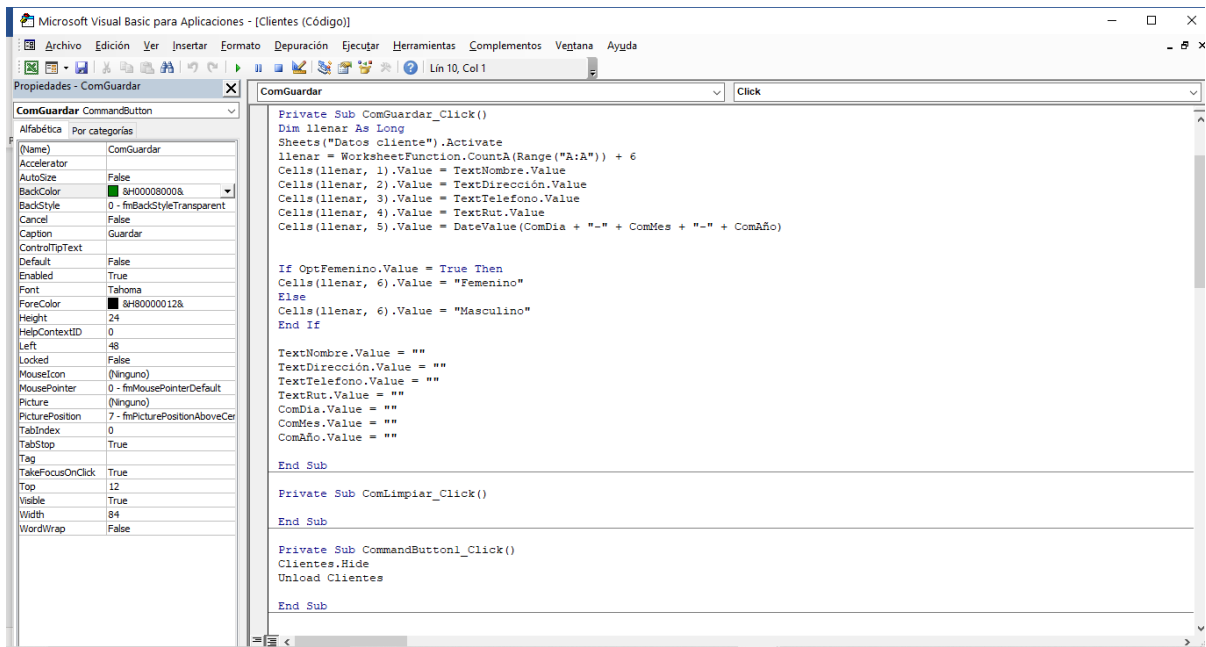 Microsoft Visual Basic para Aplicaciones - [Clientes (Código)]
Archivo Edición Ver Insertar Formato Depuración Ejecutar Herramientas Complementos Ventana Ayuda
Lín 10, Col 1
Propiedades - ComGuardar
ComGuardar CommandButton
Alfabética Por categorías
(Name) ComGuardar
Accelerator
AutoSize False
BackColor &H00008000&
BackStyle 0 - fmBackStyleTransparent
Cancel False
Caption Guardar
ControlTipText
Default False
Enabled True
Font Tahoma
ForeColor &H80000012&
Height 24
HelpContextID 0
Left 48
Locked False
MouseIcon (Ninguno)
MousePointer 0 - fmMousePointerDefault
Picture (Ninguno)
PicturePosition 7 - fmPicturePositionAboveCer
TabIndex 0
TabStop True
Tag
TakeFocusOnClick True
Top 12
Visible True
Width 84
WordWrap False
ComGuardar Click
Private Sub ComGuardar_Click()
Dim llenar As Long
Sheets("Datos cliente").Activate
llenar = WorksheetFunction.CountA(Range("A:A")) + 6
Cells(llenar, 1).Value = TextNombre.Value
Cells(llenar, 2).Value = TextDirección.Value
Cells(llenar, 3).Value = TextTelefono.Value
Cells(llenar, 4).Value = TextRut.Value
Cells(llenar, 5).Value = DateValue(ComDia + "-" + ComMes + "-" + ComAño)
If OptFemenino.Value = True Then
Cells(llenar, 6).Value = "Femenino"
Else
Cells(llenar, 6).Value = "Masculino"
End If
TextNombre.Value = ""
TextDirección.Value = ""
TextTelefono.Value = ""
TextRut.Value = ""
ComDia.Value = ""
ComMes.Value = ""
ComAño.Value = ""
End Sub
Private Sub ComLimpiar_Click()
End Sub
Private Sub CommandButton1_Click()
Clientes.Hide
Unload Clientes
End Sub